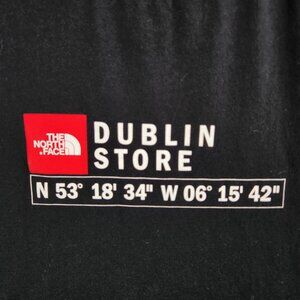 THE
NORTH
FACE
DUBLIN
STORE
N 53° 18' 34" W 06° 15' 42"